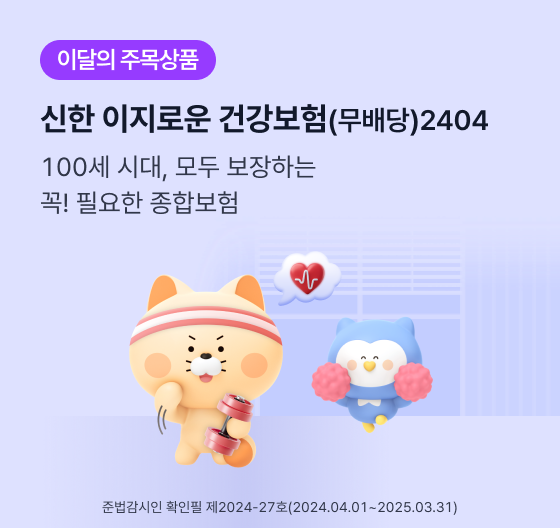 이달의 주목상품
신한 이지로운 건강보험(무배당)2404
100세 시대, 모두 보장하는
꼭! 필요한 종합보험
준법감시인 확인필 제2024-27호(2024.04.01~2025.03.31)